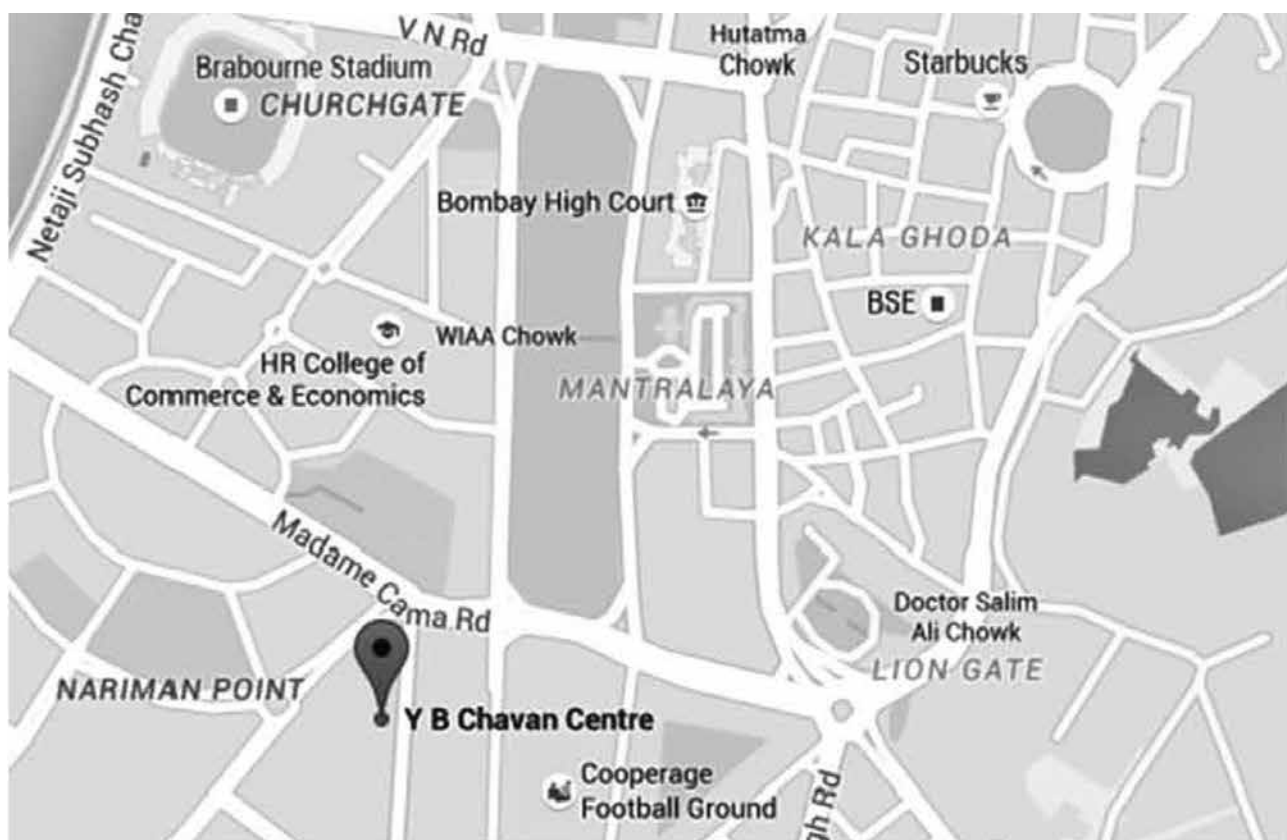 V N Rd
Hutatma
Chowk
Brabourne Stadium
CHURCHGATE
Starbucks
Netaji Subhash Cha
Bombay High Court
KALA GHODA
BSE
WIAA Chowk
HR College of
Commerce & Economics
MANTRALAYA
Madame Cama Rd
Doctor Salim
Ali Chowk
LION GATE
NARIMAN POINT
Y B Chavan Centre
Cooperage
Football Ground
gh Rd